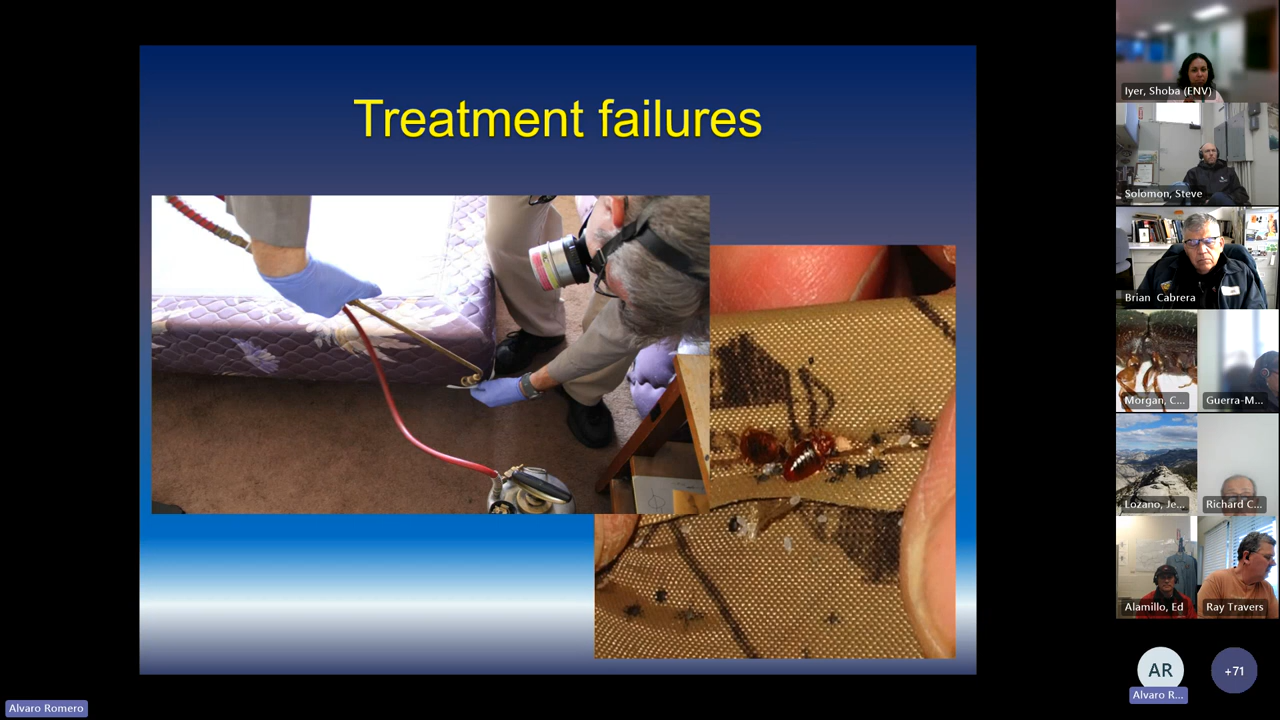 Treatment failures
Iyer, Shoba (ENV)
Solomon, Steve
Brian Cabrera
Morgan, C...
Guerra-M...
Lozano, Je...
Richard C...
Alamillo, Ed
Ray Travers
AR
+71
Alvaro R...
Alvaro Romero